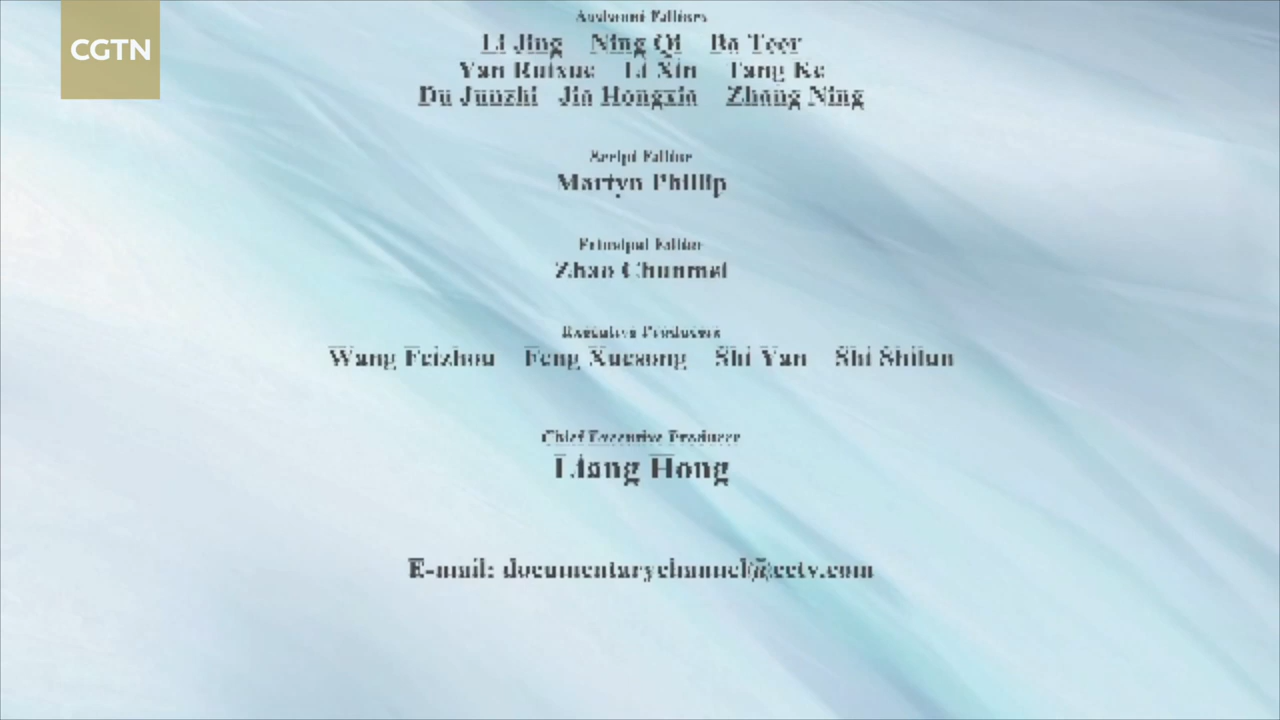 CGTN
Assistant Editors
Li Jing Ning Qi Ba Teer
Yan Ruixue Li Xin Tang Ke
Du Junzhi Jia Hongxia Zhang Ning
Script Editor
Martyn Phillip
Principal Editor
Zhao Chunmei
Executive Producers
Wang Feizhou Feng Xuesong Shi Yan Shi Shilun
Chief Executive Producer
Liang Hong
E-mail: documentarychannel@cctv.com